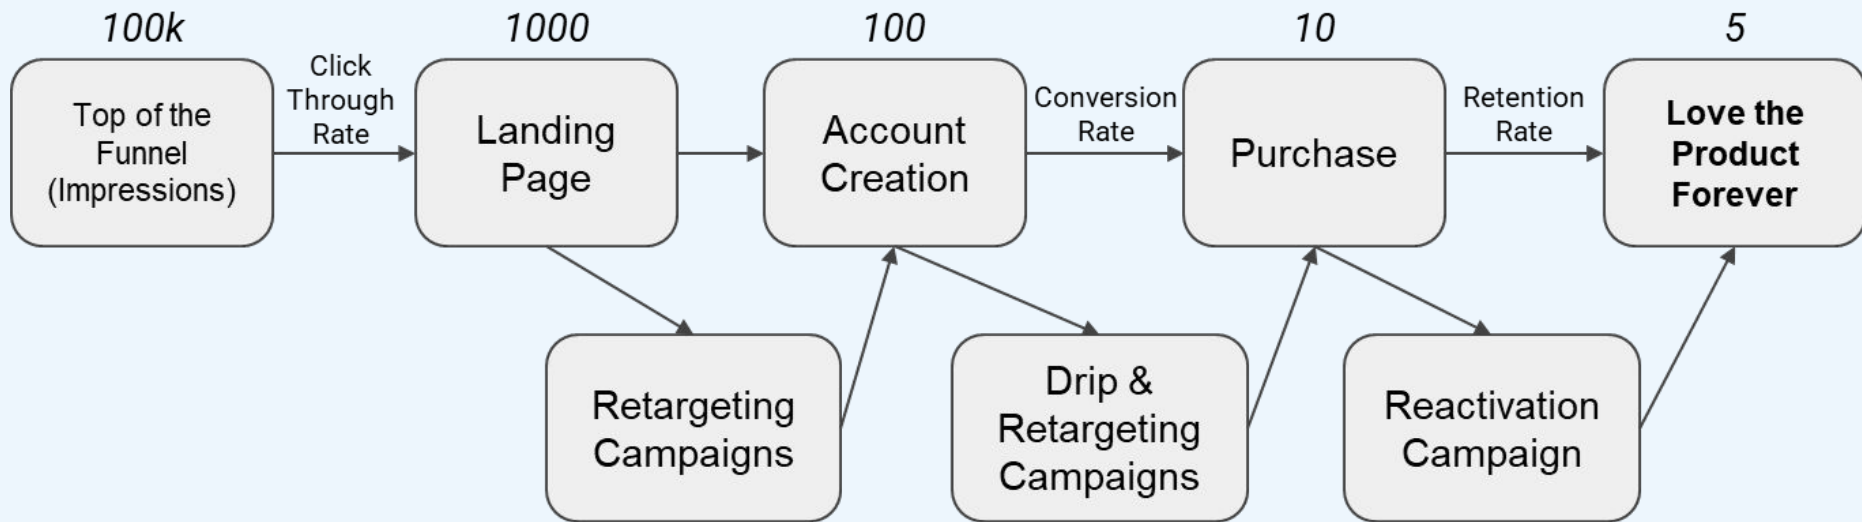 100k
1000
100
10
5
Top of the
Funnel
(Impressions)
Click
Through
Rate
Landing
Page
Account
Creation
Conversion
Rate
Purchase
Retention
Rate
Love the
Product
Forever
Retargeting
Campaigns
Drip &
Retargeting
Campaigns
Reactivation
Campaign